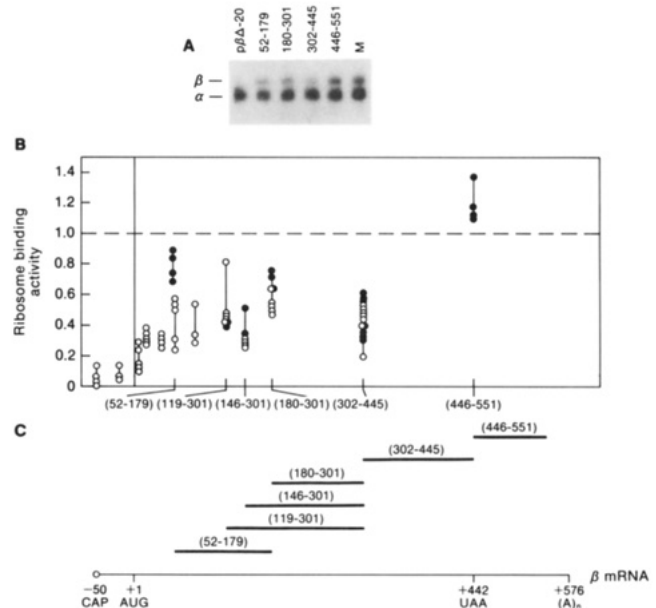 A
pβΔ-20 52-179 180-301 302-445 446-551 M
β
α
B
Ribosome binding activity
1.4
1.2
1.0
0.8
0.6
0.4
0.2
0
(52-179) (119-301) (146-301) (180-301) (302-445) (446-551)
C
(446-551)
(302-445)
(180-301)
(146-301)
(119-301)
(52-179)
β mRNA
−50 +1 +442 +576
CAP AUG UAA (A)n